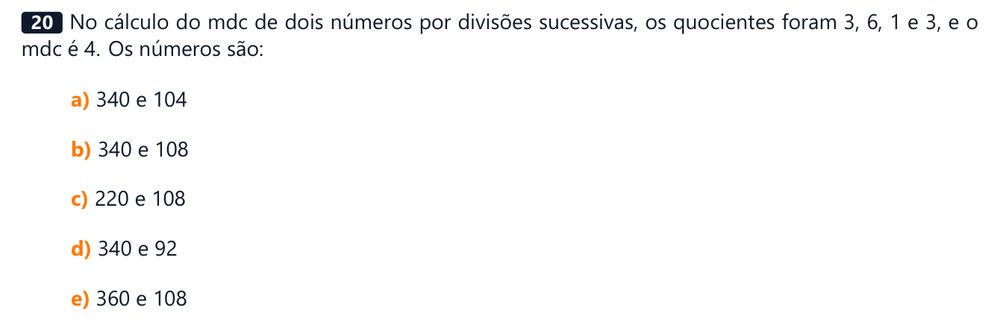 20 No cálculo do mdc de dois números por divisões sucessivas, os quocientes foram 3, 6, 1 e 3, e o
mdc é 4. Os números são:
a) 340 e 104
b) 340 e 108
c) 220 e 108
d) 340 e 92
e) 360 e 108